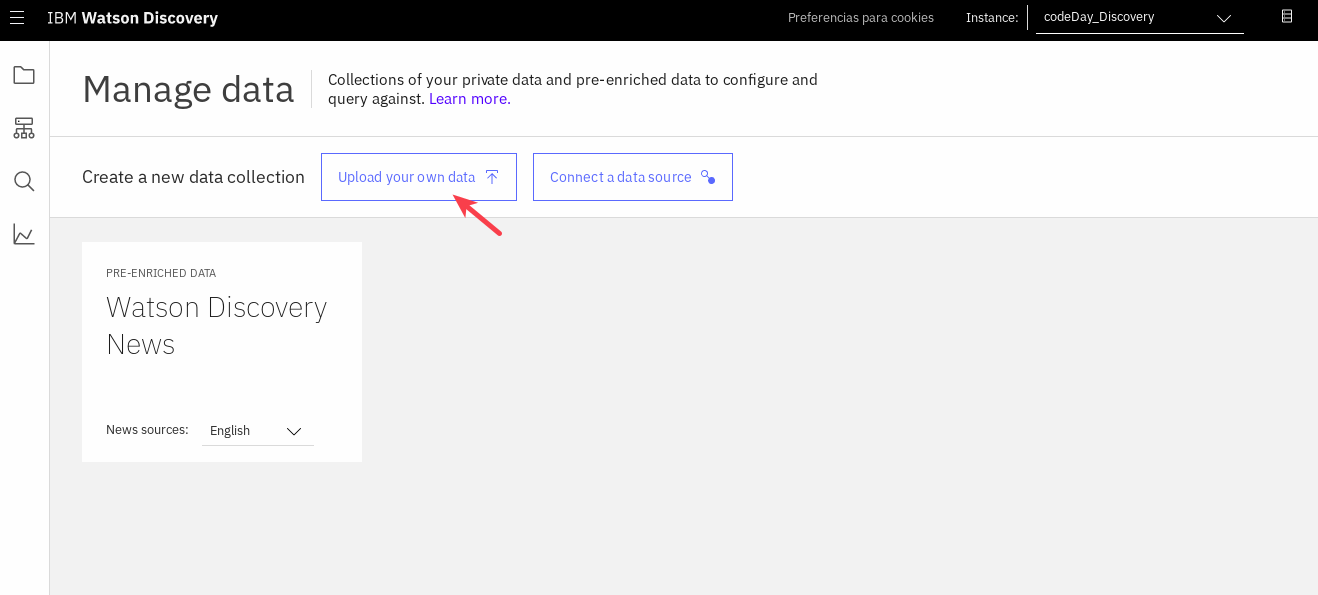 IBM Watson Discovery
Preferencias para cookies
Instance:
codeDay_Discovery
Manage data
Collections of your private data and pre-enriched data to configure and
query against. Learn more.
Create a new data collection
Upload your own data
Connect a data source
PRE-ENRICHED DATA
Watson Discovery
News
News sources:
English